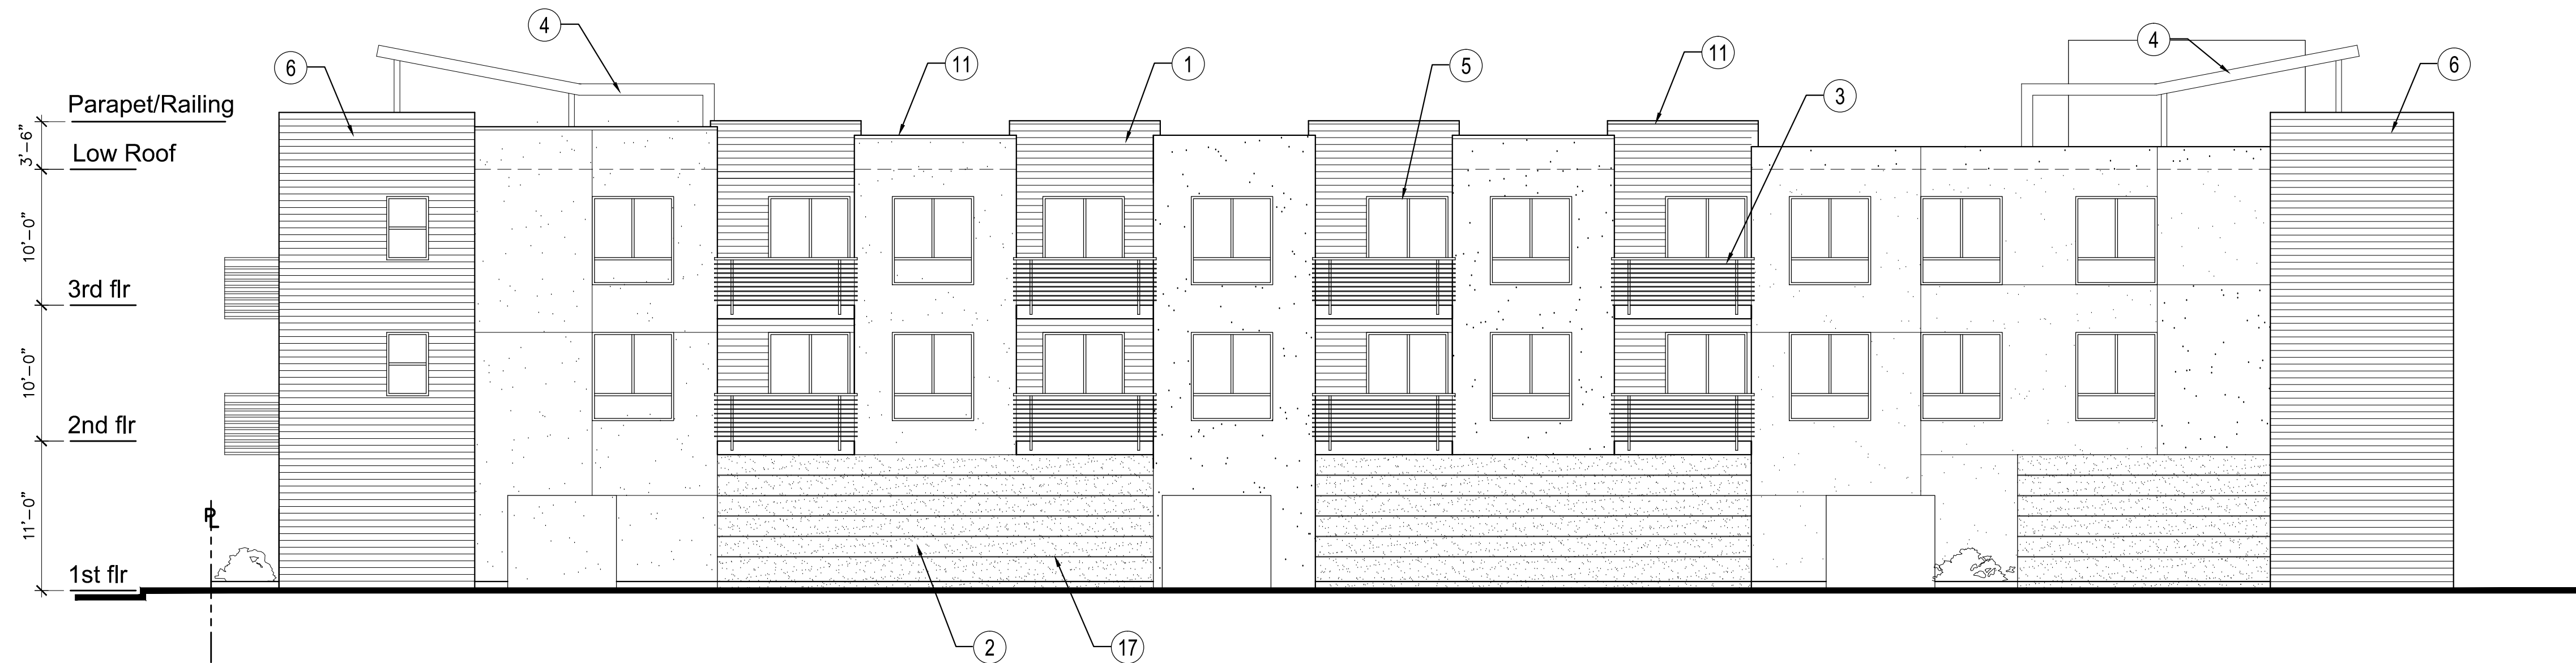 4
4
11
1
5
11
6
6
3
Parapet/Railing
3'-6"
Low Roof
10'-0"
3rd flr
10'-0"
2nd flr
11'-0"
PL
1st flr
2
17